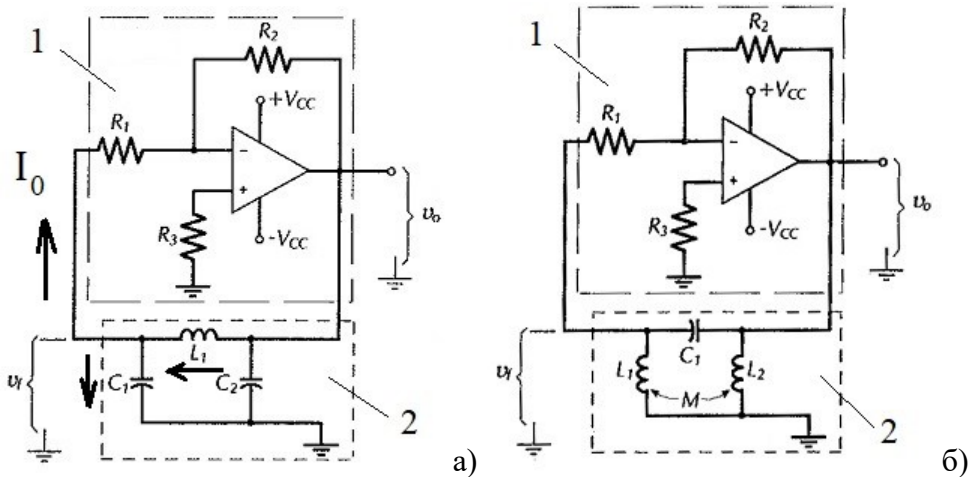 1
R2
+VCC
R1
I0
−
+
R3
-VCC
vo
vf
L1
C1
C2
2
а)
1
R2
+VCC
R1
−
+
R3
-VCC
vo
vf
C1
L1
L2
M
2
б)